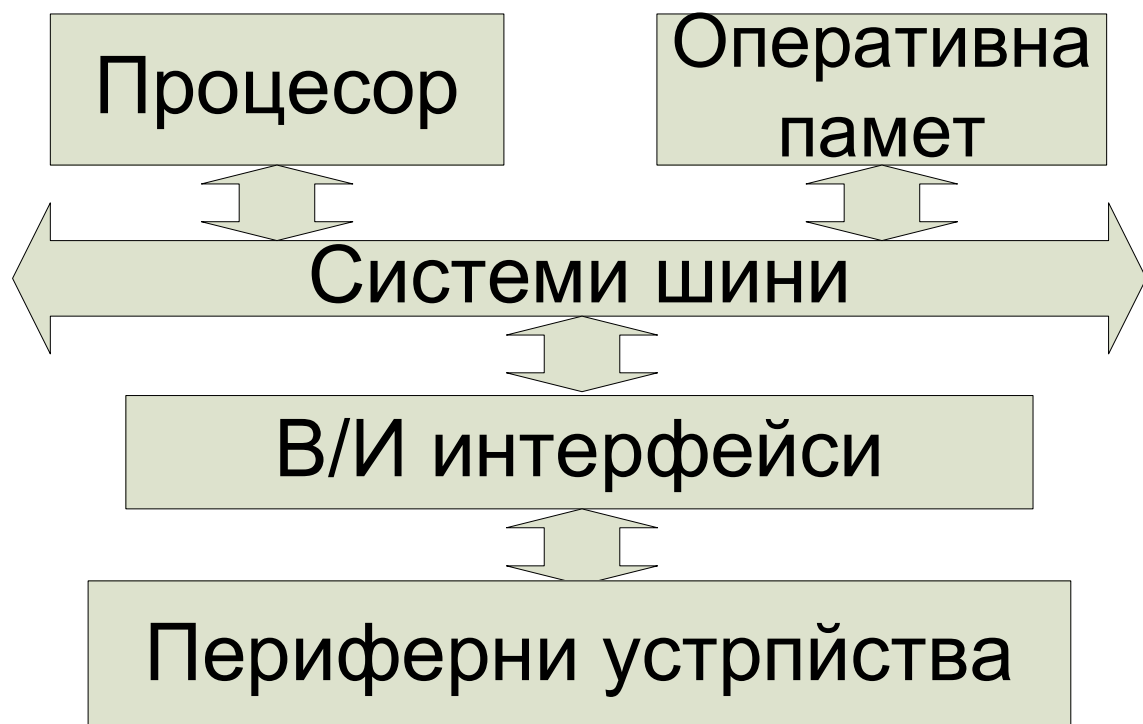 Процесор
Оперативна
памет
Системи шини
В/И интерфейси
Периферни устрпйства